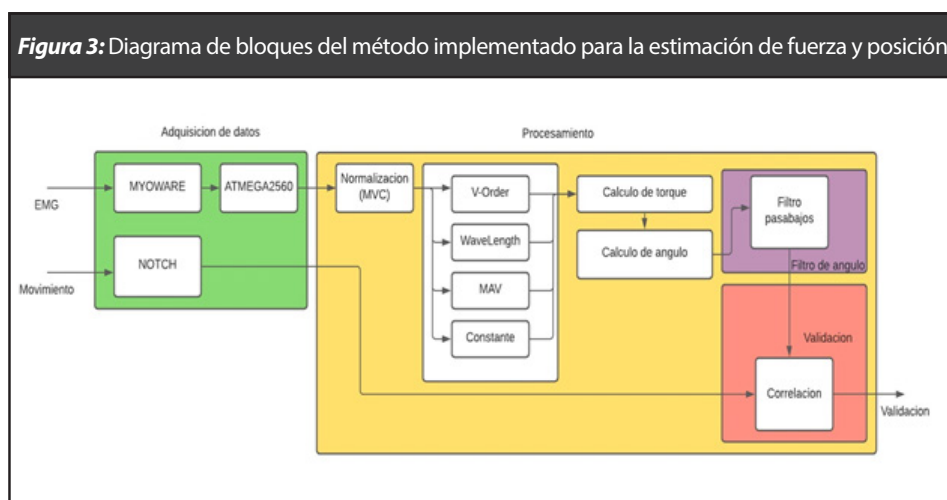 Figura 3: Diagrama de bloques del método implementado para la estimación de fuerza y posición
Adquisicion de datos
Procesamiento
EMG
MYOWARE
ATMEGA2560
Movimiento
NOTCH
Normalizacion
(MVC)
V-Order
WaveLength
MAV
Constante
Calculo de torque
Calculo de angulo
Filtro
pasabajos
Filtro de angulo
Validacion
Correlacion
Validacion